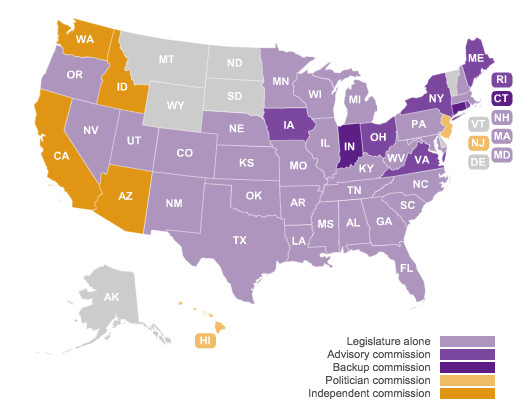 WA
MT
ND
ME
OR
ID
MN
RI
SD
WI
NY
CT
WY
MI
IA
PA
VT
NH
NE
NV
UT
IL
IN
OH
NJ
MA
CA
CO
WV
VA
DE
MD
KS
MO
KY
NC
AZ
NM
OK
TN
AR
SC
TX
LA
MS
AL
GA
FL
AK
HI
Legislature alone
Advisory commission
Backup commission
Politician commission
Independent commission